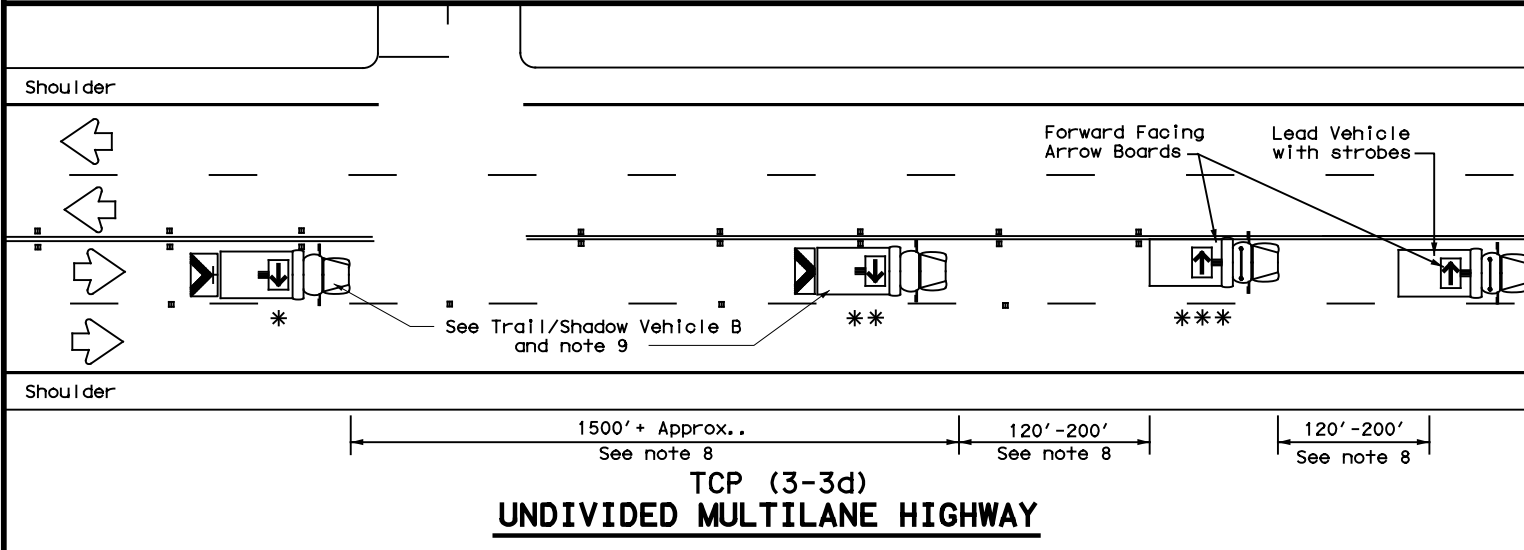 Shoulder
Forward Facing
Arrow Boards
Lead Vehicle
with strobes
*
**
***
See Trail/Shadow Vehicle B
and note 9
Shoulder
1500'+ Approx..
See note 8
120'-200'
See note 8
120'-200'
See note 8
TCP (3-3d)
UNDIVIDED MULTILANE HIGHWAY